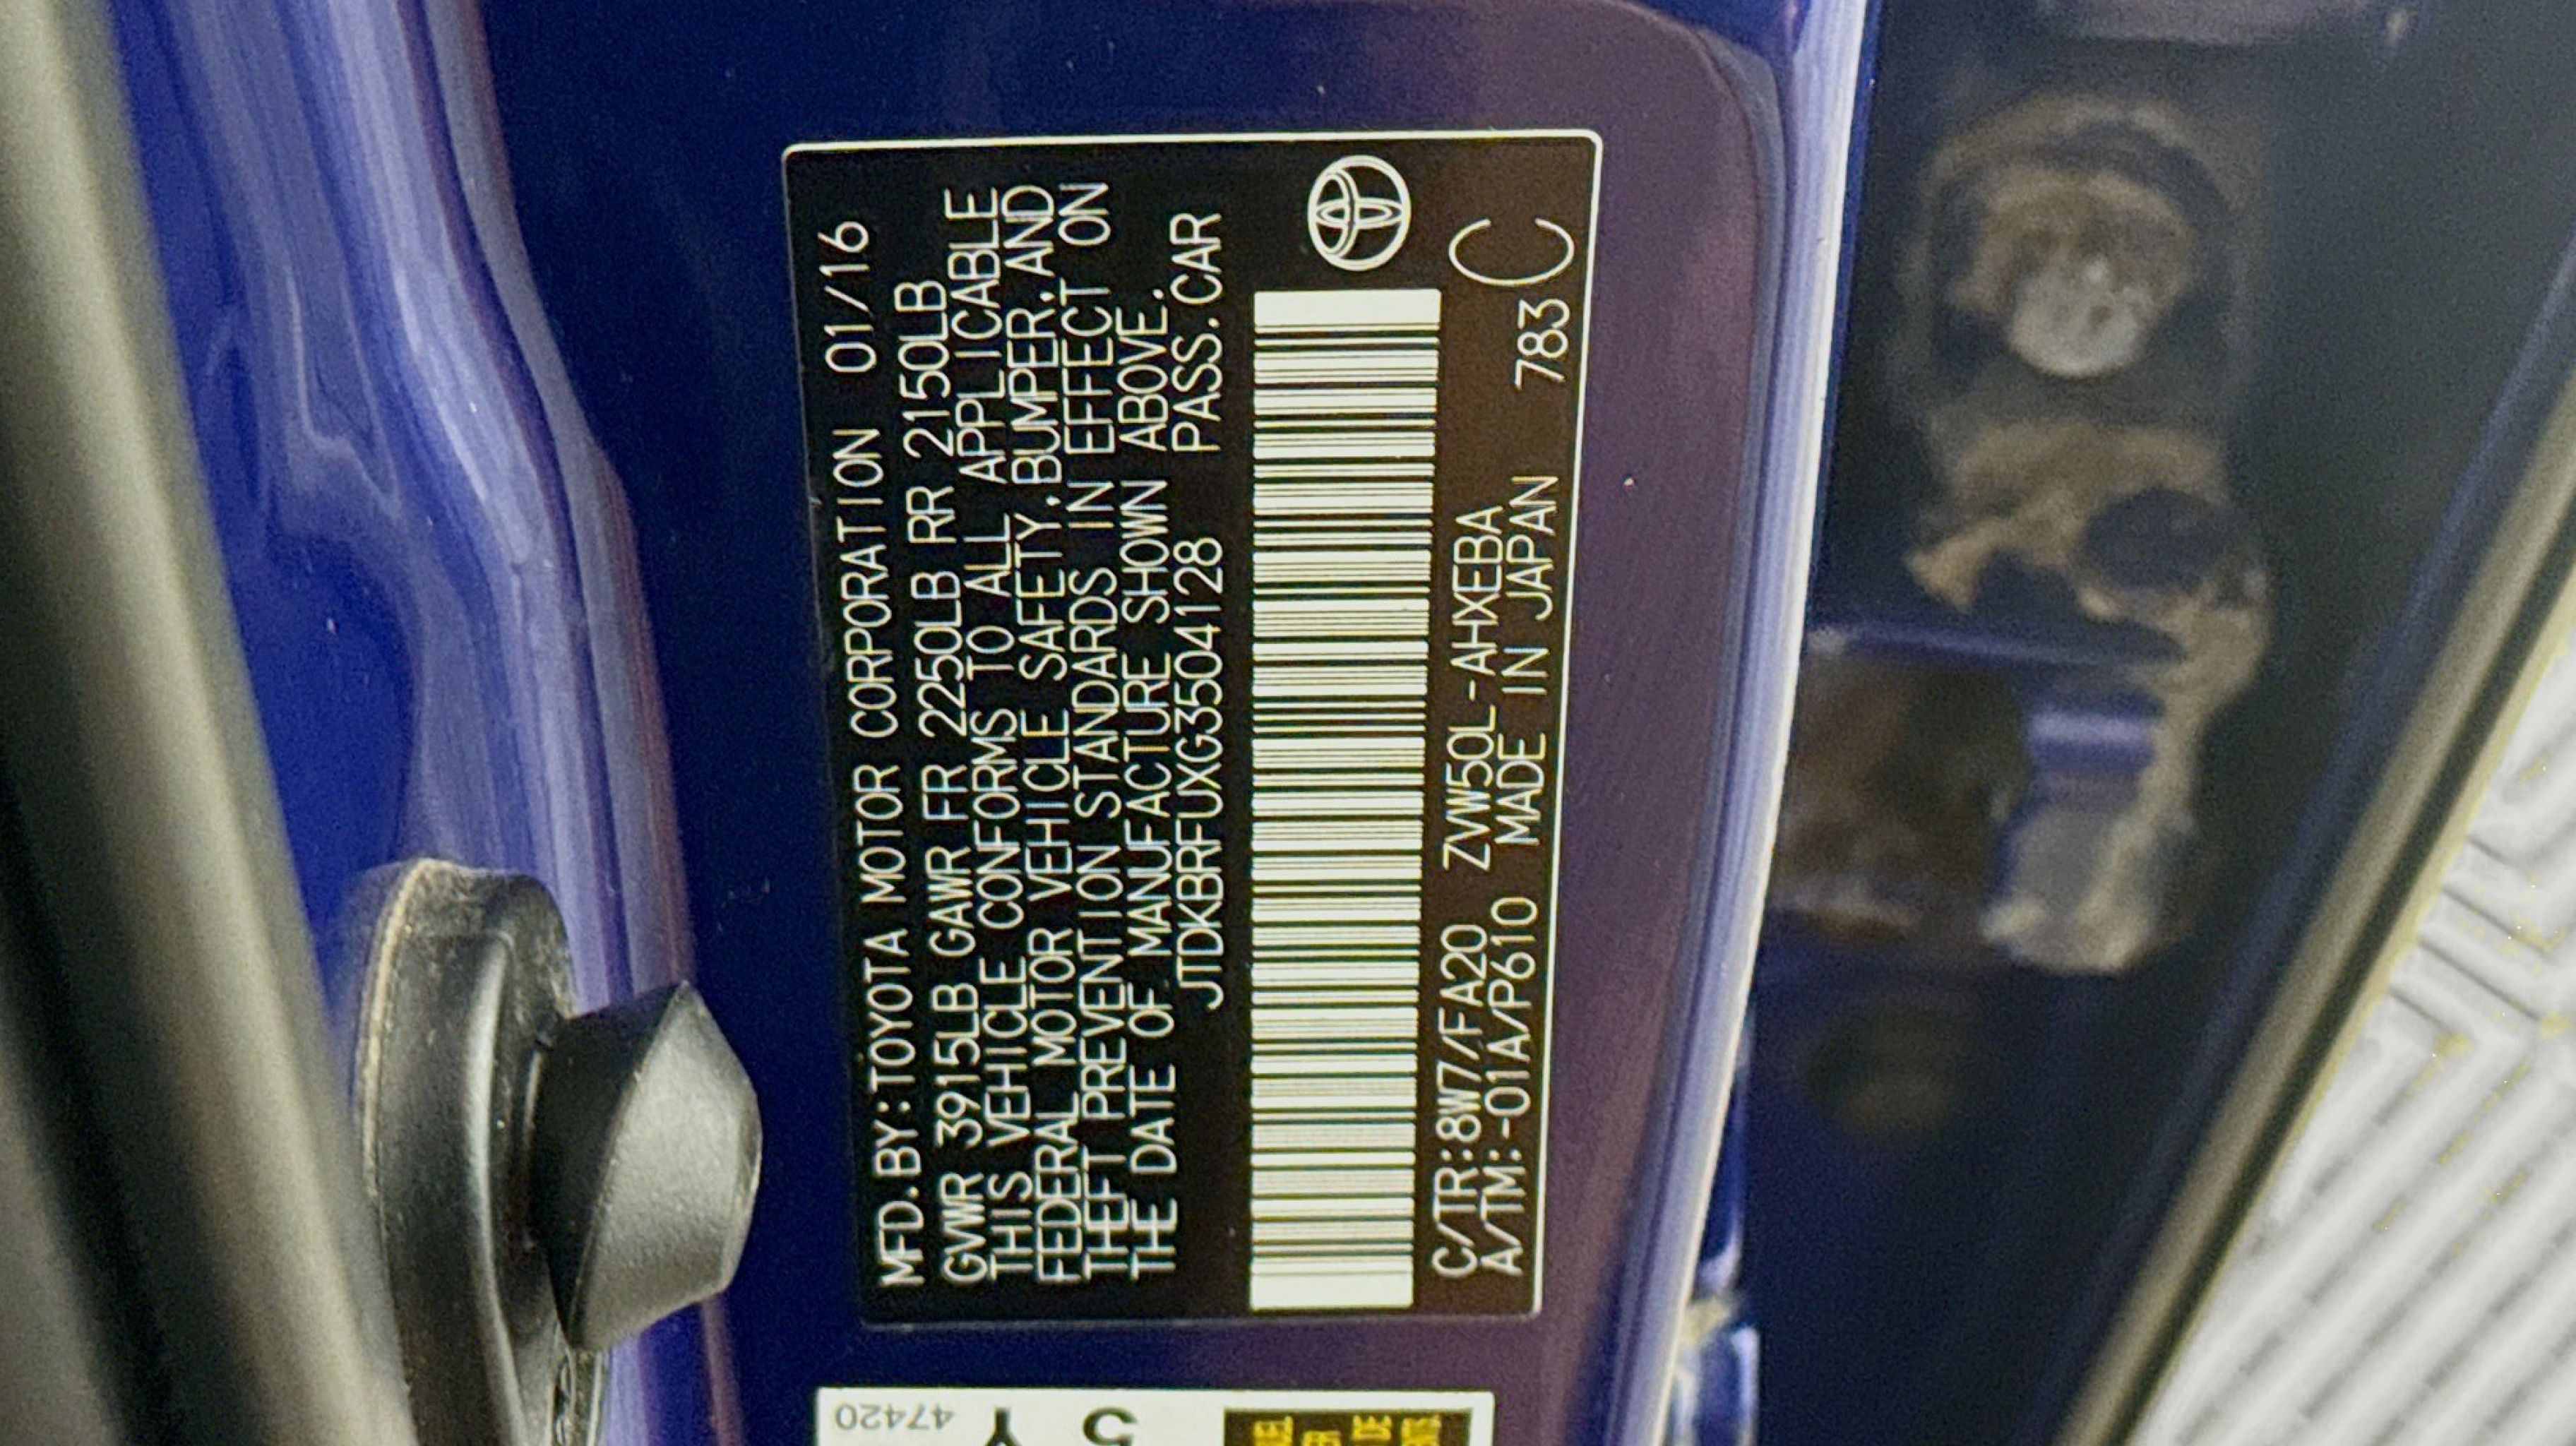 MFD.BY:TOYOTA MOTOR CORPORATION 01/16
GVWR 3915LB GAWR FR 2250LB RR 2150LB
THIS VEHICLE CONFORMS TO ALL APPLICABLE
FEDERAL MOTOR VEHICLE SAFETY,BUMPER,AND
THEFT PREVENTION STANDARDS IN EFFECT ON
THE DATE OF MANUFACTURE SHOWN ABOVE.
JTDKBRFUXG3504128 PASS.CAR
C/TR:8W7/FA20 ZVW50L-AHXEBA C
A/TM:-01A/P610 MADE IN JAPAN 783
47420
5Y